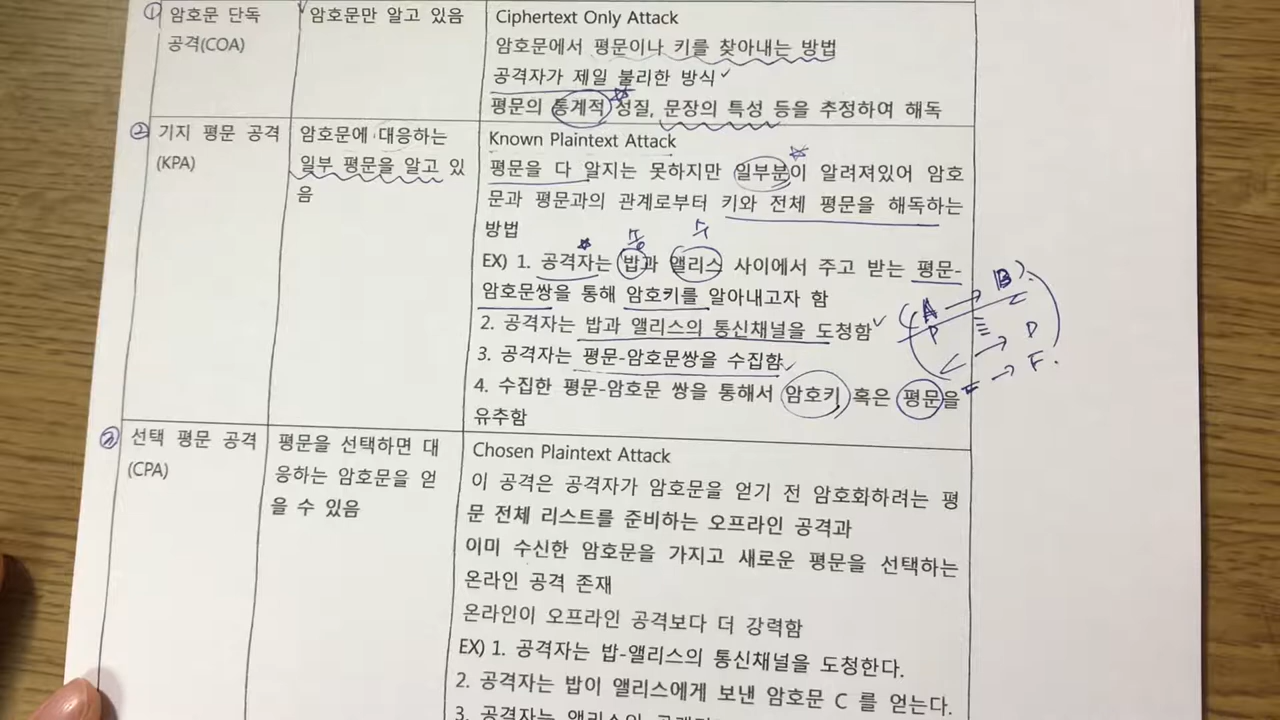 ① 암호문 단독 공격(COA)
암호문만 알고 있음
Ciphertext Only Attack
암호문에서 평문이나 키를 찾아내는 방법
공격자가 제일 불리한 방식
평문의 통계적 성질, 문장의 특성 등을 추정하여 해독
② 기지 평문 공격
(KPA)
암호문에 대응하는
일부 평문을 알고 있
음
Known Plaintext Attack
평문을 다 알지는 못하지만 일부분이 알려져있어 암호
문과 평문과의 관계로부터 키와 전체 평문을 해독하는
방법
EX) 1. 공격자는 밥과 앨리스 사이에서 주고 받는 평문-
암호문쌍을 통해 암호키를 알아내고자 함
2. 공격자는 밥과 앨리스의 통신채널을 도청함
3. 공격자는 평문-암호문쌍을 수집함
4. 수집한 평문-암호문 쌍을 통해서 암호키 혹은 평문을
유추함
A → B
P
D
→ F
③ 선택 평문 공격
(CPA)
평문을 선택하면 대
응하는 암호문을 얻
을 수 있음
Chosen Plaintext Attack
이 공격은 공격자가 암호문을 얻기 전 암호화하려는 평
문 전체 리스트를 준비하는 오프라인 공격과
이미 수신한 암호문을 가지고 새로운 평문을 선택하는
온라인 공격 존재
온라인이 오프라인 공격보다 더 강력함
EX) 1. 공격자는 밥-앨리스의 통신채널을 도청한다.
2. 공격자는 밥이 앨리스에게 보낸 암호문 C 를 얻는다.
3. 공격자는 앨리스의